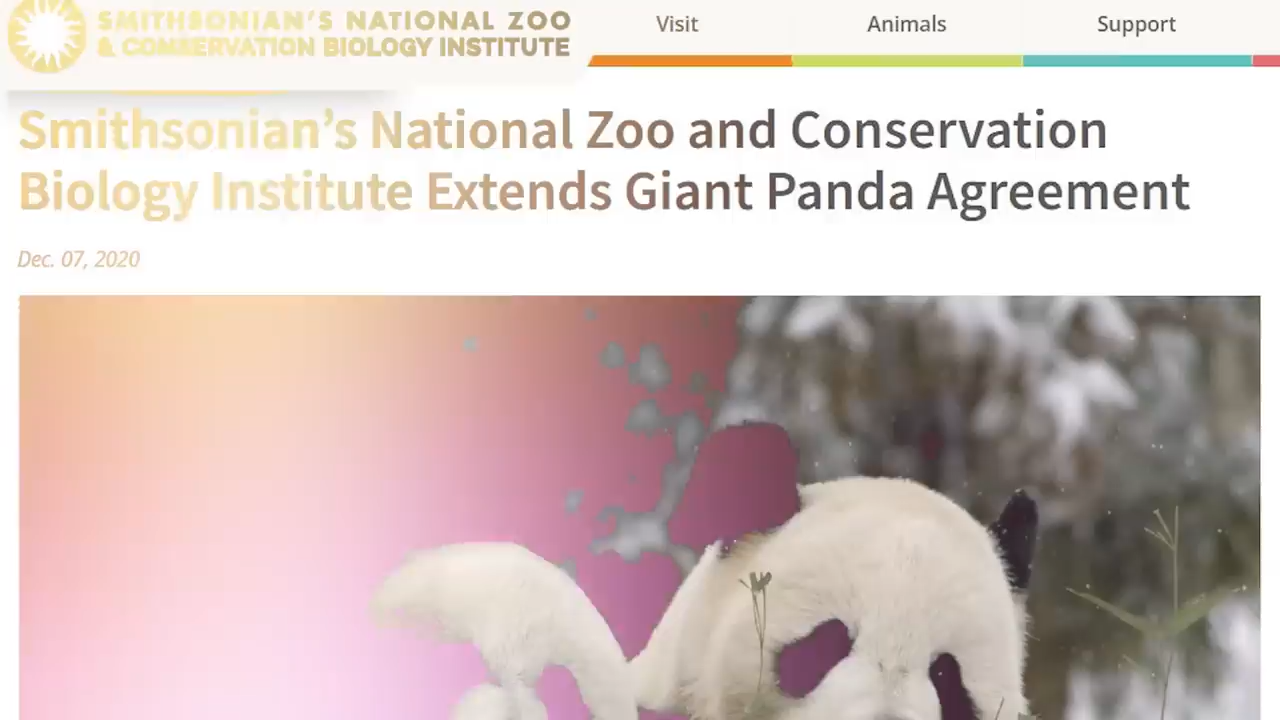 SMITHSONIAN'S NATIONAL ZOO
& CONSERVATION BIOLOGY INSTITUTE
Visit
Animals
Support
Smithsonian’s National Zoo and Conservation
Biology Institute Extends Giant Panda Agreement
Dec. 07, 2020